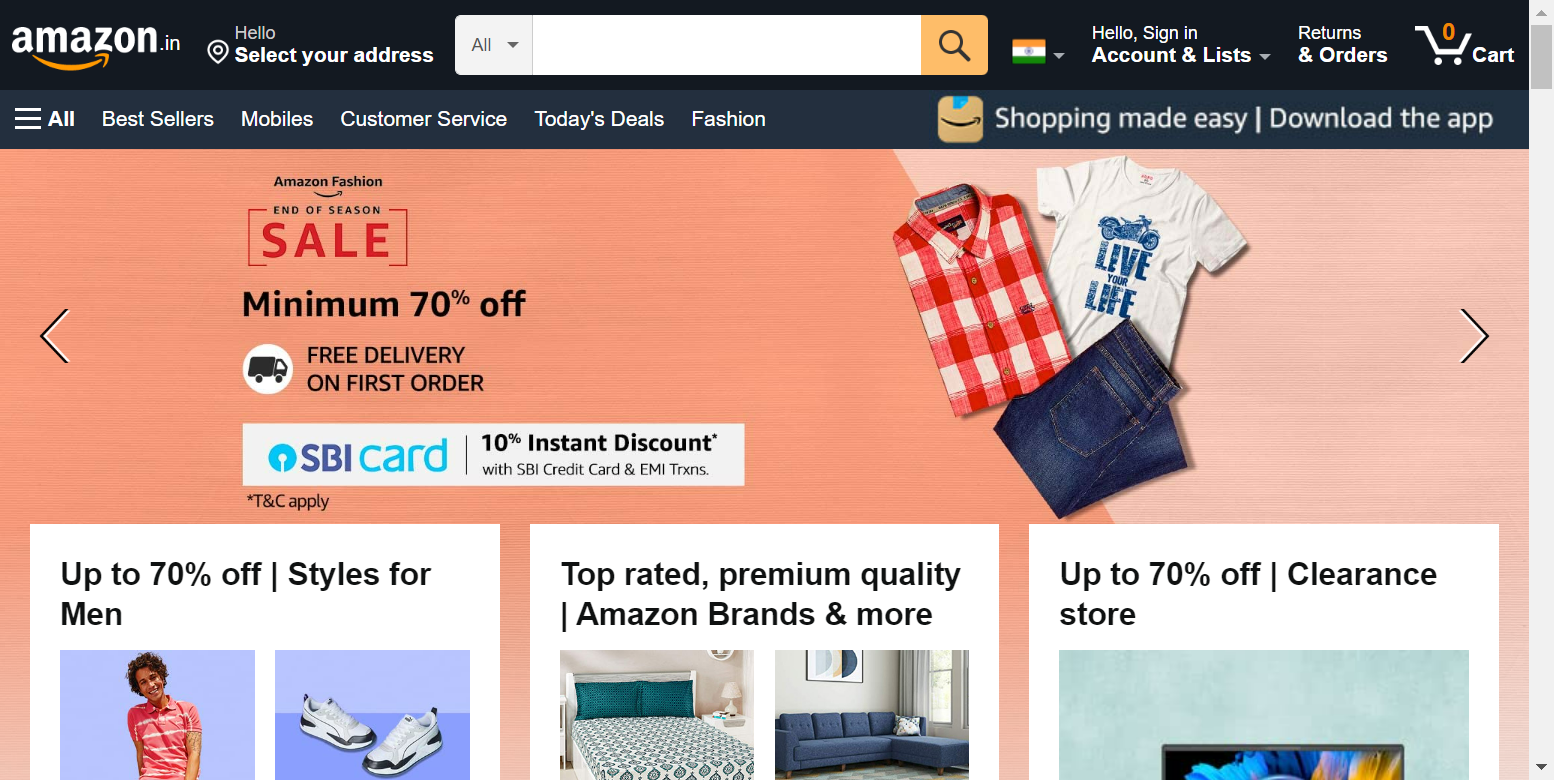 amazon.in
Hello
Select your address
All
Hello, Sign in
Account & Lists
Returns
& Orders
0
Cart
All
Best Sellers
Mobiles
Customer Service
Today's Deals
Fashion
Shopping made easy | Download the app
Amazon Fashion
END OF SEASON
SALE
Minimum 70% off
FREE DELIVERY
ON FIRST ORDER
SBI card
10% Instant Discount*
with SBI Credit Card & EMI Trxns.
*T&C apply
LIVE
YOUR
LIFE
Up to 70% off | Styles for
Men
Top rated, premium quality
| Amazon Brands & more
Up to 70% off | Clearance
store